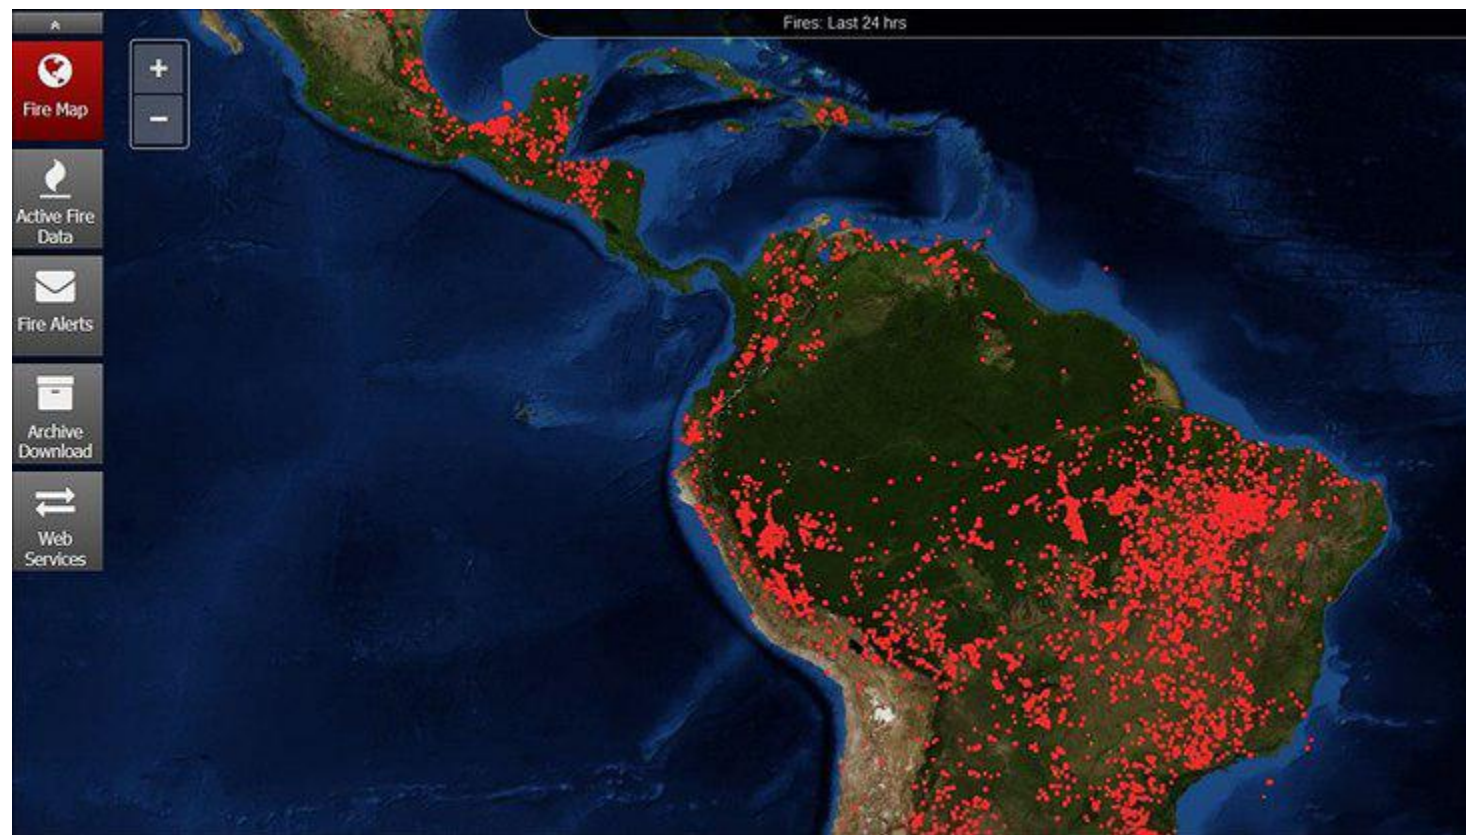 Fires: Last 24 hrs
+
−
Fire Map
Active Fire
Data
Fire Alerts
Archive
Download
Web
Services